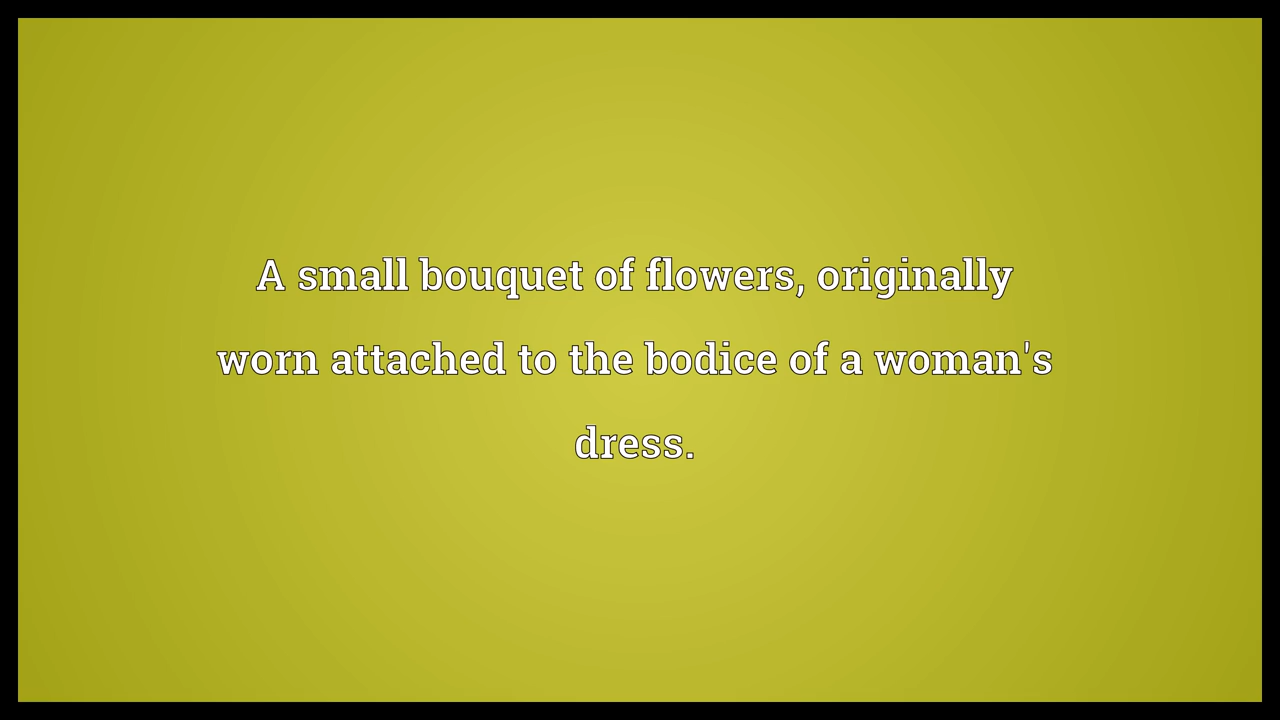 A small bouquet of flowers, originally
worn attached to the bodice of a woman's
dress.